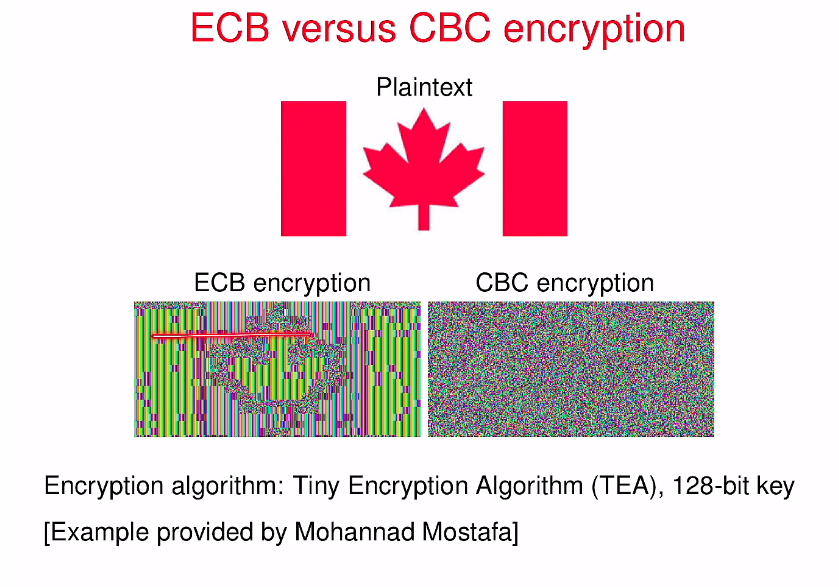 ECB versus CBC encryption
Plaintext
ECB encryption
CBC encryption
Encryption algorithm: Tiny Encryption Algorithm (TEA), 128-bit key
[Example provided by Mohannad Mostafa]